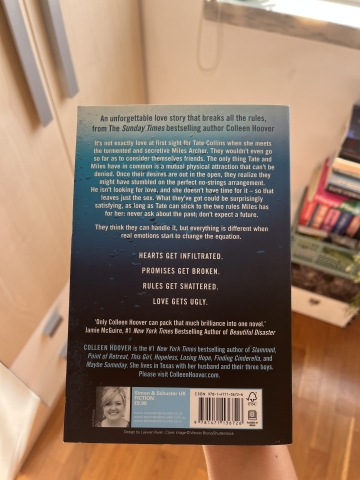 An unforgettable love story that breaks all the rules,
from The Sunday Times bestselling author Colleen Hoover
It's not exactly love at first sight for Tate Collins when she meets
the tormented and secretive Miles Archer. They wouldn't even go
so far as to consider themselves friends. The only thing Tate and
Miles have in common is a mutual physical attraction that can't be
denied. Once their desires are out in the open, they realize they
might have stumbled on the perfect no-strings arrangement.
He isn't looking for love, and she doesn't have time for it – so that
leaves just the sex. What they've got could be surprisingly
satisfying, as long as Tate can stick to the two rules Miles has
for her: never ask about the past; don't expect a future.
They think they can handle it, but everything is different when
real emotions start to change the equation.
HEARTS GET INFILTRATED.
PROMISES GET BROKEN.
RULES GET SHATTERED.
LOVE GETS UGLY.
'Only Colleen Hoover can pack that much brilliance into one novel.'
Jamie McGuire, #1 New York Times Bestselling Author of Beautiful Disaster
COLLEEN HOOVER is the #1 New York Times bestselling author of Slammed,
Point of Retreat, This Girl, Hopeless, Losing Hope, Finding Cinderella, and
Maybe Someday. She lives in Texas with her husband and their three boys.
Please visit ColleenHoover.com.
Simon & Schuster UK
FICTION
£8.99
ISBN 978-1-4711-3672-6
9 781471 136726
FSC